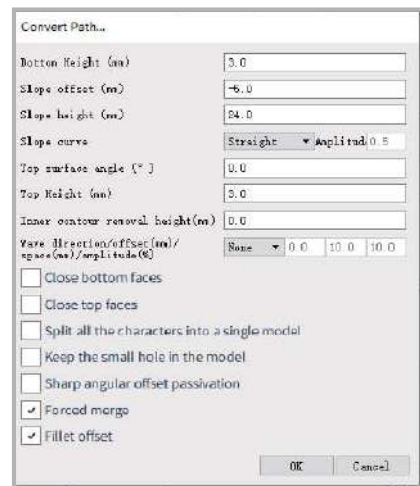 Convert Path...
Bottom Height (mm) 3.0
Slope offset (mm) -5.0
Slope height (mm) 24.0
Slope curve Straight Amplitud 0.5
Top surface angle (° ) 0.0
Top Height (mm) 3.0
Inner contour removal height(mm) 0.0
Wave direction/offset(mm)/
space(mm)/amplitude(%) None 0.0 10.0 10.0
Close bottom faces
Close top faces
Split all the characters into a single model
Keep the small hole in the model
Sharp angular offset passivation
Forced merge
Fillet offset
OK Cancel